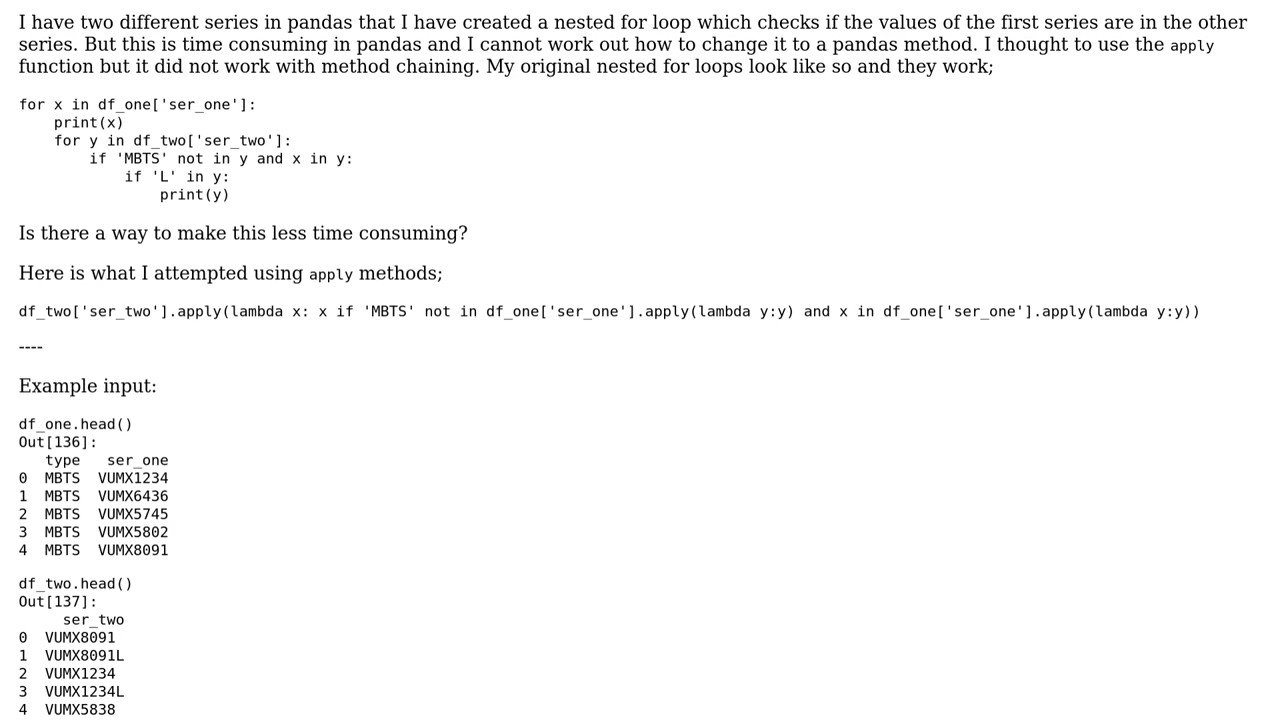 I have two different series in pandas that I have created a nested for loop which checks if the values of the first series are in the other
series. But this is time consuming in pandas and I cannot work out how to change it to a pandas method. I thought to use the apply
function but it did not work with method chaining. My original nested for loops look like so and they work;
for x in df_one['ser_one']:
    print(x)
    for y in df_two['ser_two']:
        if 'MBTS' not in y and x in y:
            if 'L' in y:
                print(y)
Is there a way to make this less time consuming?
Here is what I attempted using apply methods;
df_two['ser_two'].apply(lambda x: x if 'MBTS' not in df_one['ser_one'].apply(lambda y:y) and x in df_one['ser_one'].apply(lambda y:y))
----
Example input:
df_one.head()
Out[136]:
   type   ser_one
0  MBTS  VUMX1234
1  MBTS  VUMX6436
2  MBTS  VUMX5745
3  MBTS  VUMX5802
4  MBTS  VUMX8091
df_two.head()
Out[137]:
     ser_two
0  VUMX8091
1  VUMX8091L
2  VUMX1234
3  VUMX1234L
4  VUMX5838